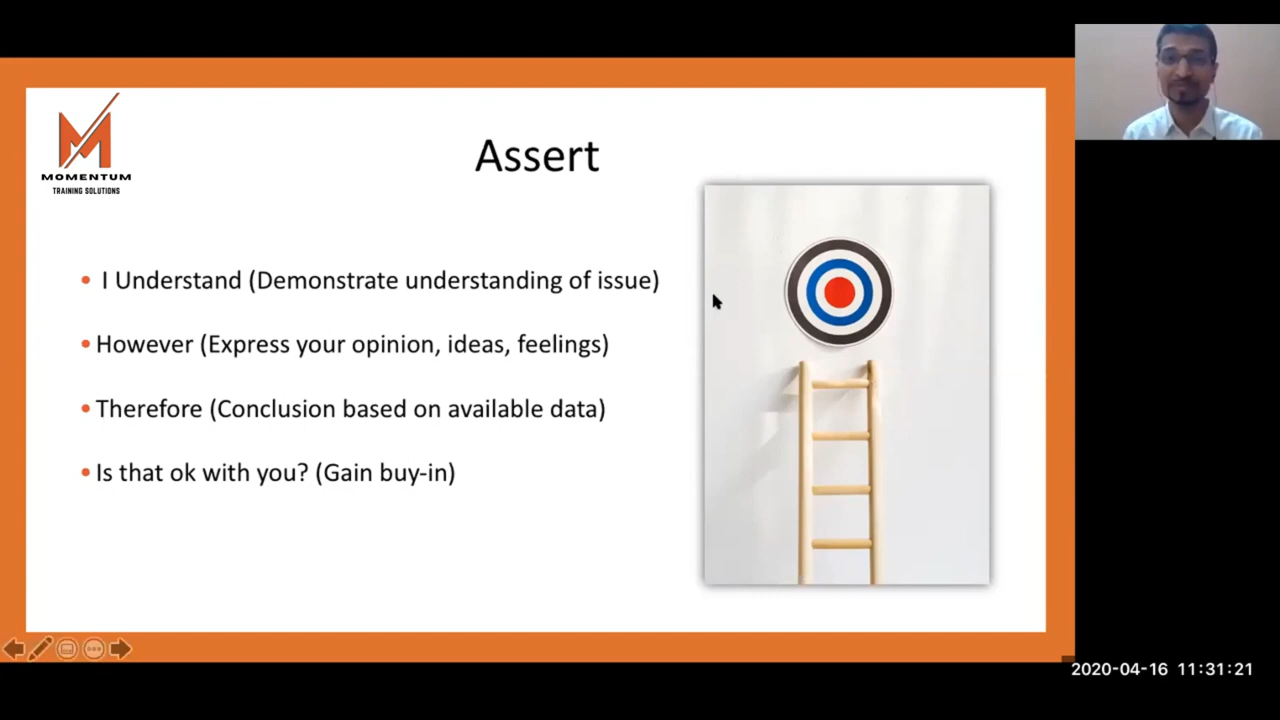 MOMENTUM
TRAINING SOLUTIONS
Assert
• I Understand (Demonstrate understanding of issue)
• However (Express your opinion, ideas, feelings)
• Therefore (Conclusion based on available data)
• Is that ok with you? (Gain buy-in)
2020-04-16 11:31:21